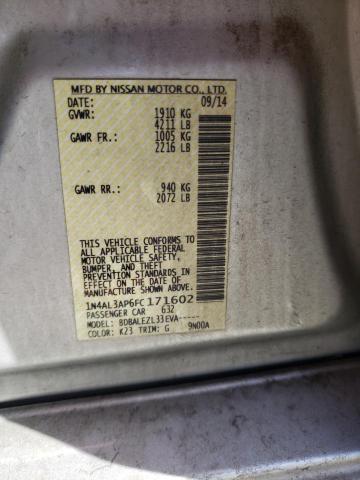 MFD BY NISSAN MOTOR CO., LTD.
DATE: 09/14
GVWR: 1910 KG
4211 LB
GAWR FR.: 1005 KG
2216 LB
GAWR RR.: 940 KG
2072 LB
THIS VEHICLE CONFORMS TO
ALL APPLICABLE FEDERAL
MOTOR VEHICLE SAFETY,
BUMPER, AND THEFT
PREVENTION STANDARDS IN
EFFECT ON THE DATE OF
MANUFACTURE SHOWN ABOVE.
1N4AL3AP6FC171602
PASSENGER CAR 632
MODEL: BDBALEZL33EVA-----
COLOR: K23 TRIM: G 9N00A